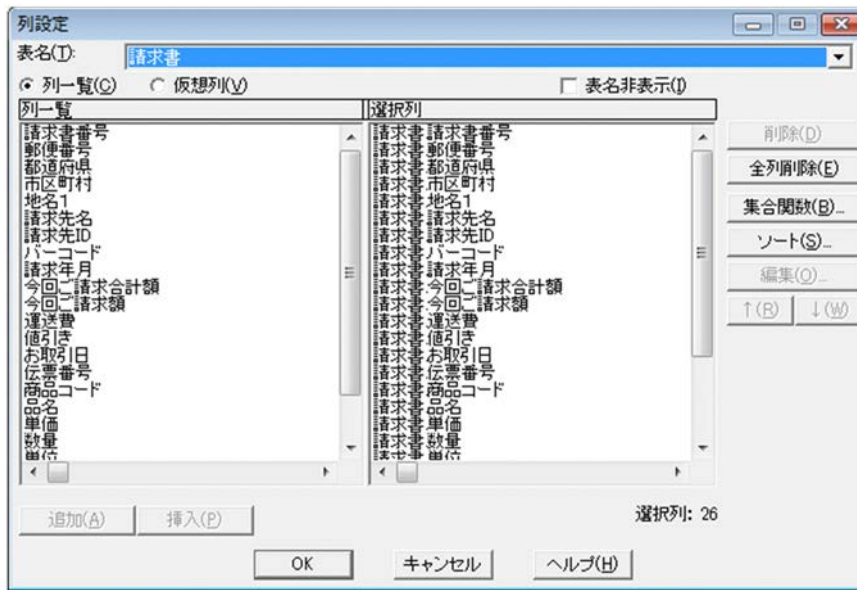 列設定
表名(T): 請求書
列一覧(C) 仮想列(V) 表名非表示(I)
列一覧 選択列
請求書番号 請求書.請求書番号
郵便番号 請求書.郵便番号
都道府県 請求書.都道府県
市区町村 請求書.市区町村
地名1 請求書.地名1
請求先名 請求書.請求先名
請求先ID 請求書.請求先ID
バーコード 請求書.バーコード
請求年月 請求書.請求年月
今回ご請求合計額 請求書.今回ご請求合計額
今回ご請求額 請求書.今回ご請求額
運送費 請求書.運送費
値引き 請求書.値引き
お取引日 請求書.お取引日
伝票番号 請求書.伝票番号
商品コード 請求書.商品コード
品名 請求書.品名
単価 請求書.単価
数量 請求書.数量
単位 請求書.単位
削除(D)
全列削除(E)
集合関数(B)...
ソート(S)...
編集(O)...
↑(R) ↓(W)
追加(A) 挿入(P) 選択列: 26
OK キャンセル ヘルプ(H)